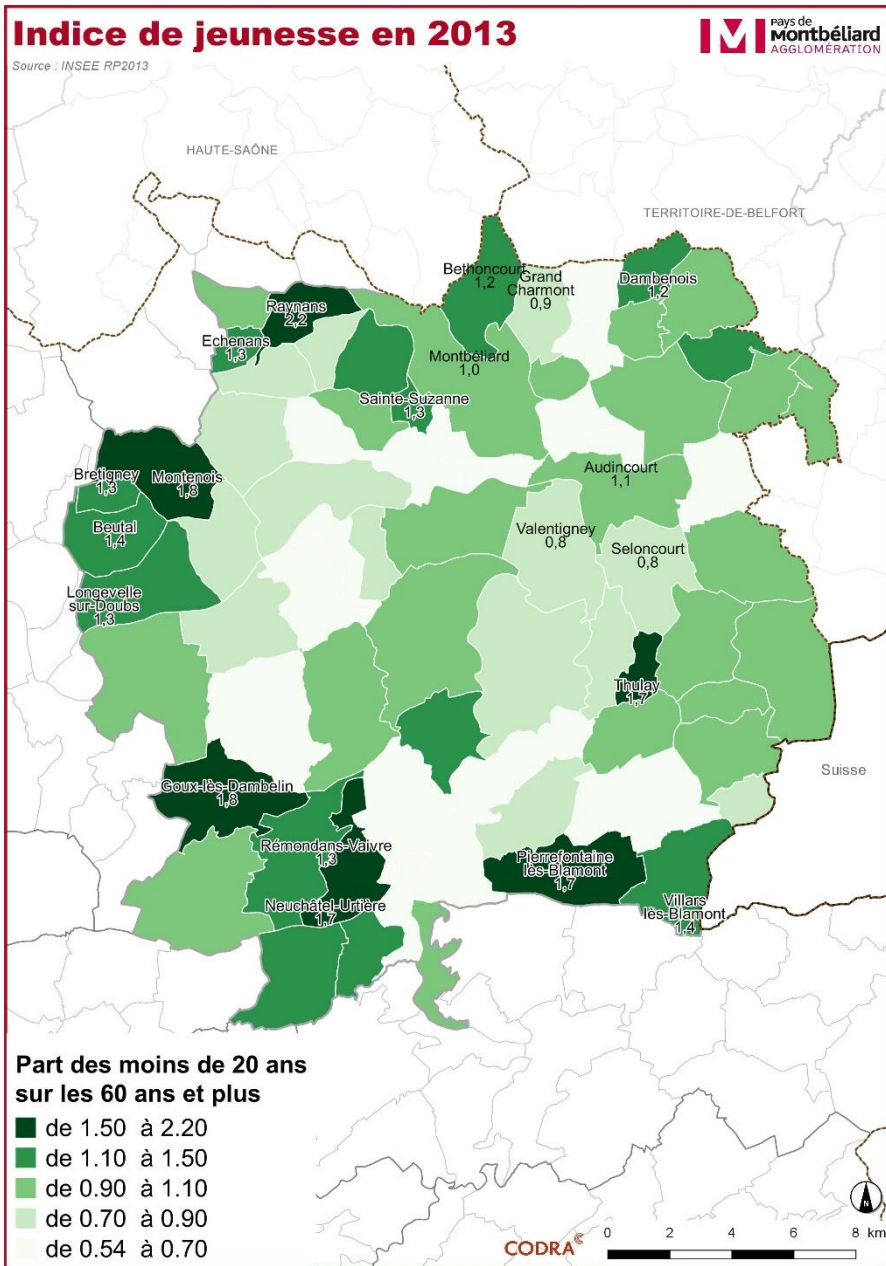 Indice de jeunesse en 2013
Pays de
Montbéliard
AGGLOMÉRATION
Source : INSEE RP2013
HAUTE-SAÔNE
TERRITOIRE-DE-BELFORT
Bethoncourt
1,2
Grand
Charmont
0,9
Dambenois
1,2
Raynans
2,2
Echenans
1,3
Montbéliard
1,0
Sainte-Suzanne
1,3
Bretigney
1,3
Montenois
1,8
Audincourt
1,1
Beutal
1,4
Valentigney
0,8
Seloncourt
0,8
Longevelle
sur-Doubs
1,3
Thulay
1,7
Suisse
Goux-lès-Dambelin
1,8
Rémondans-Vaivre
1,3
Pierrefontaine
lès-Blamont
1,7
Neuchâtel-Urtière
1,7
Villars
lès-Blamont
1,4
Part des moins de 20 ans
sur les 60 ans et plus
de 1.50 à 2.20
de 1.10 à 1.50
de 0.90 à 1.10
de 0.70 à 0.90
de 0.54 à 0.70
N
CODRA
0 2 4 6 8 km